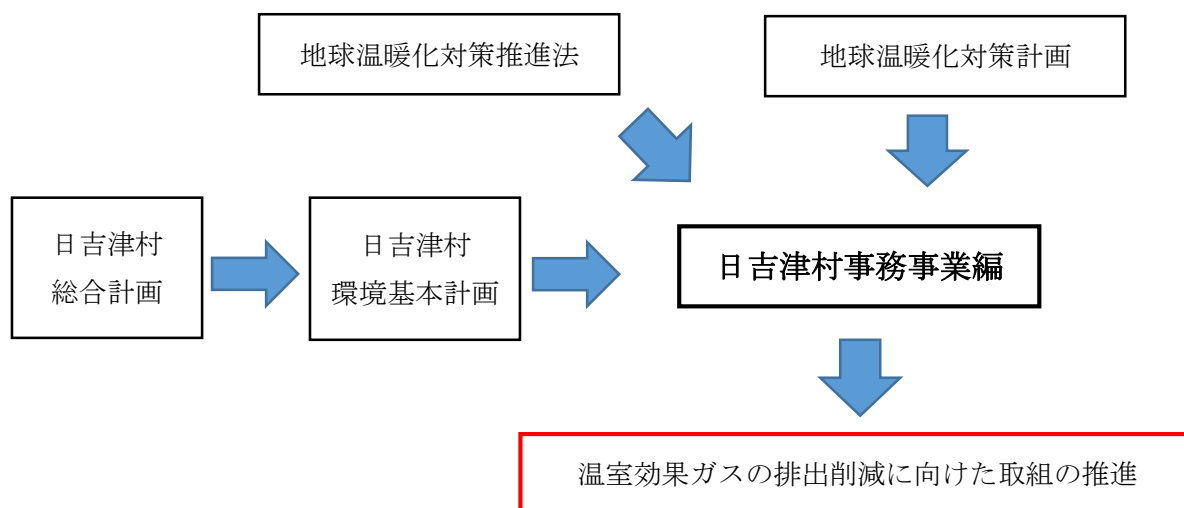 地球温暖化対策推進法
地球温暖化対策計画
日吉津村
総合計画
日吉津村
環境基本計画
日吉津村事務事業編
温室効果ガスの排出削減に向けた取組の推進